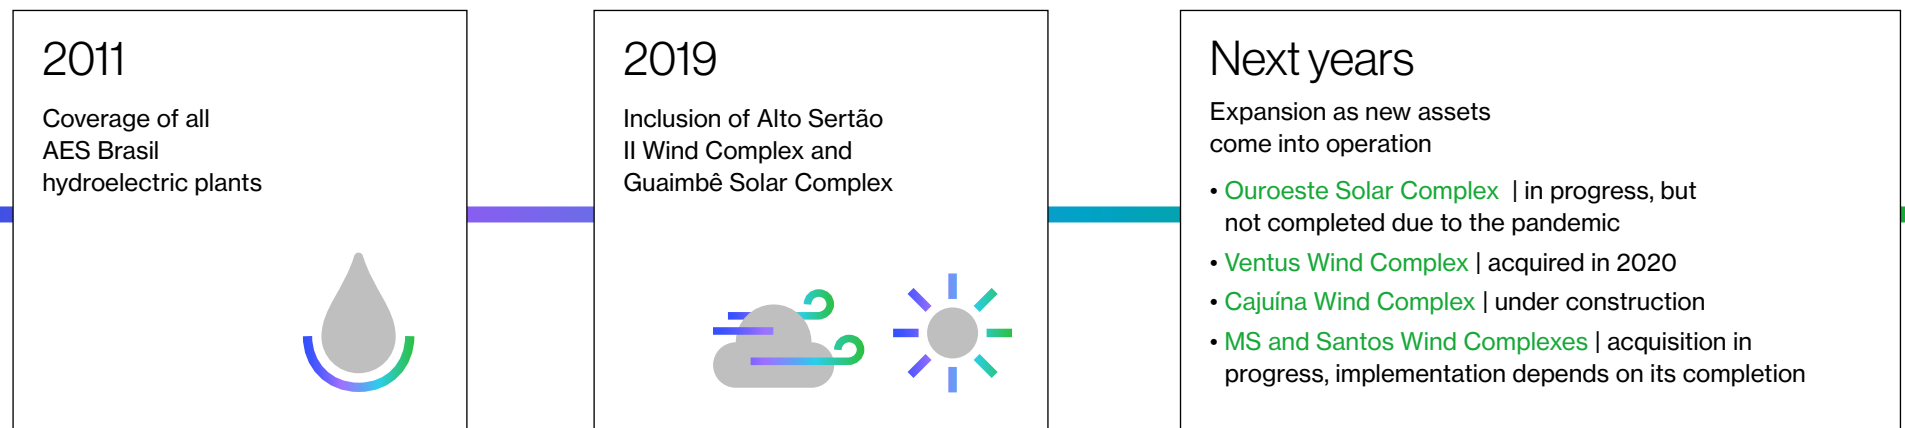 2011
Coverage of all
AES Brasil
hydroelectric plants
2019
Inclusion of Alto Sertão
II Wind Complex and
Guaimbê Solar Complex
Next years
Expansion as new assets
come into operation
• Ouroeste Solar Complex | in progress, but
not completed due to the pandemic
• Ventus Wind Complex | acquired in 2020
• Cajuína Wind Complex | under construction
• MS and Santos Wind Complexes | acquisition in
progress, implementation depends on its completion